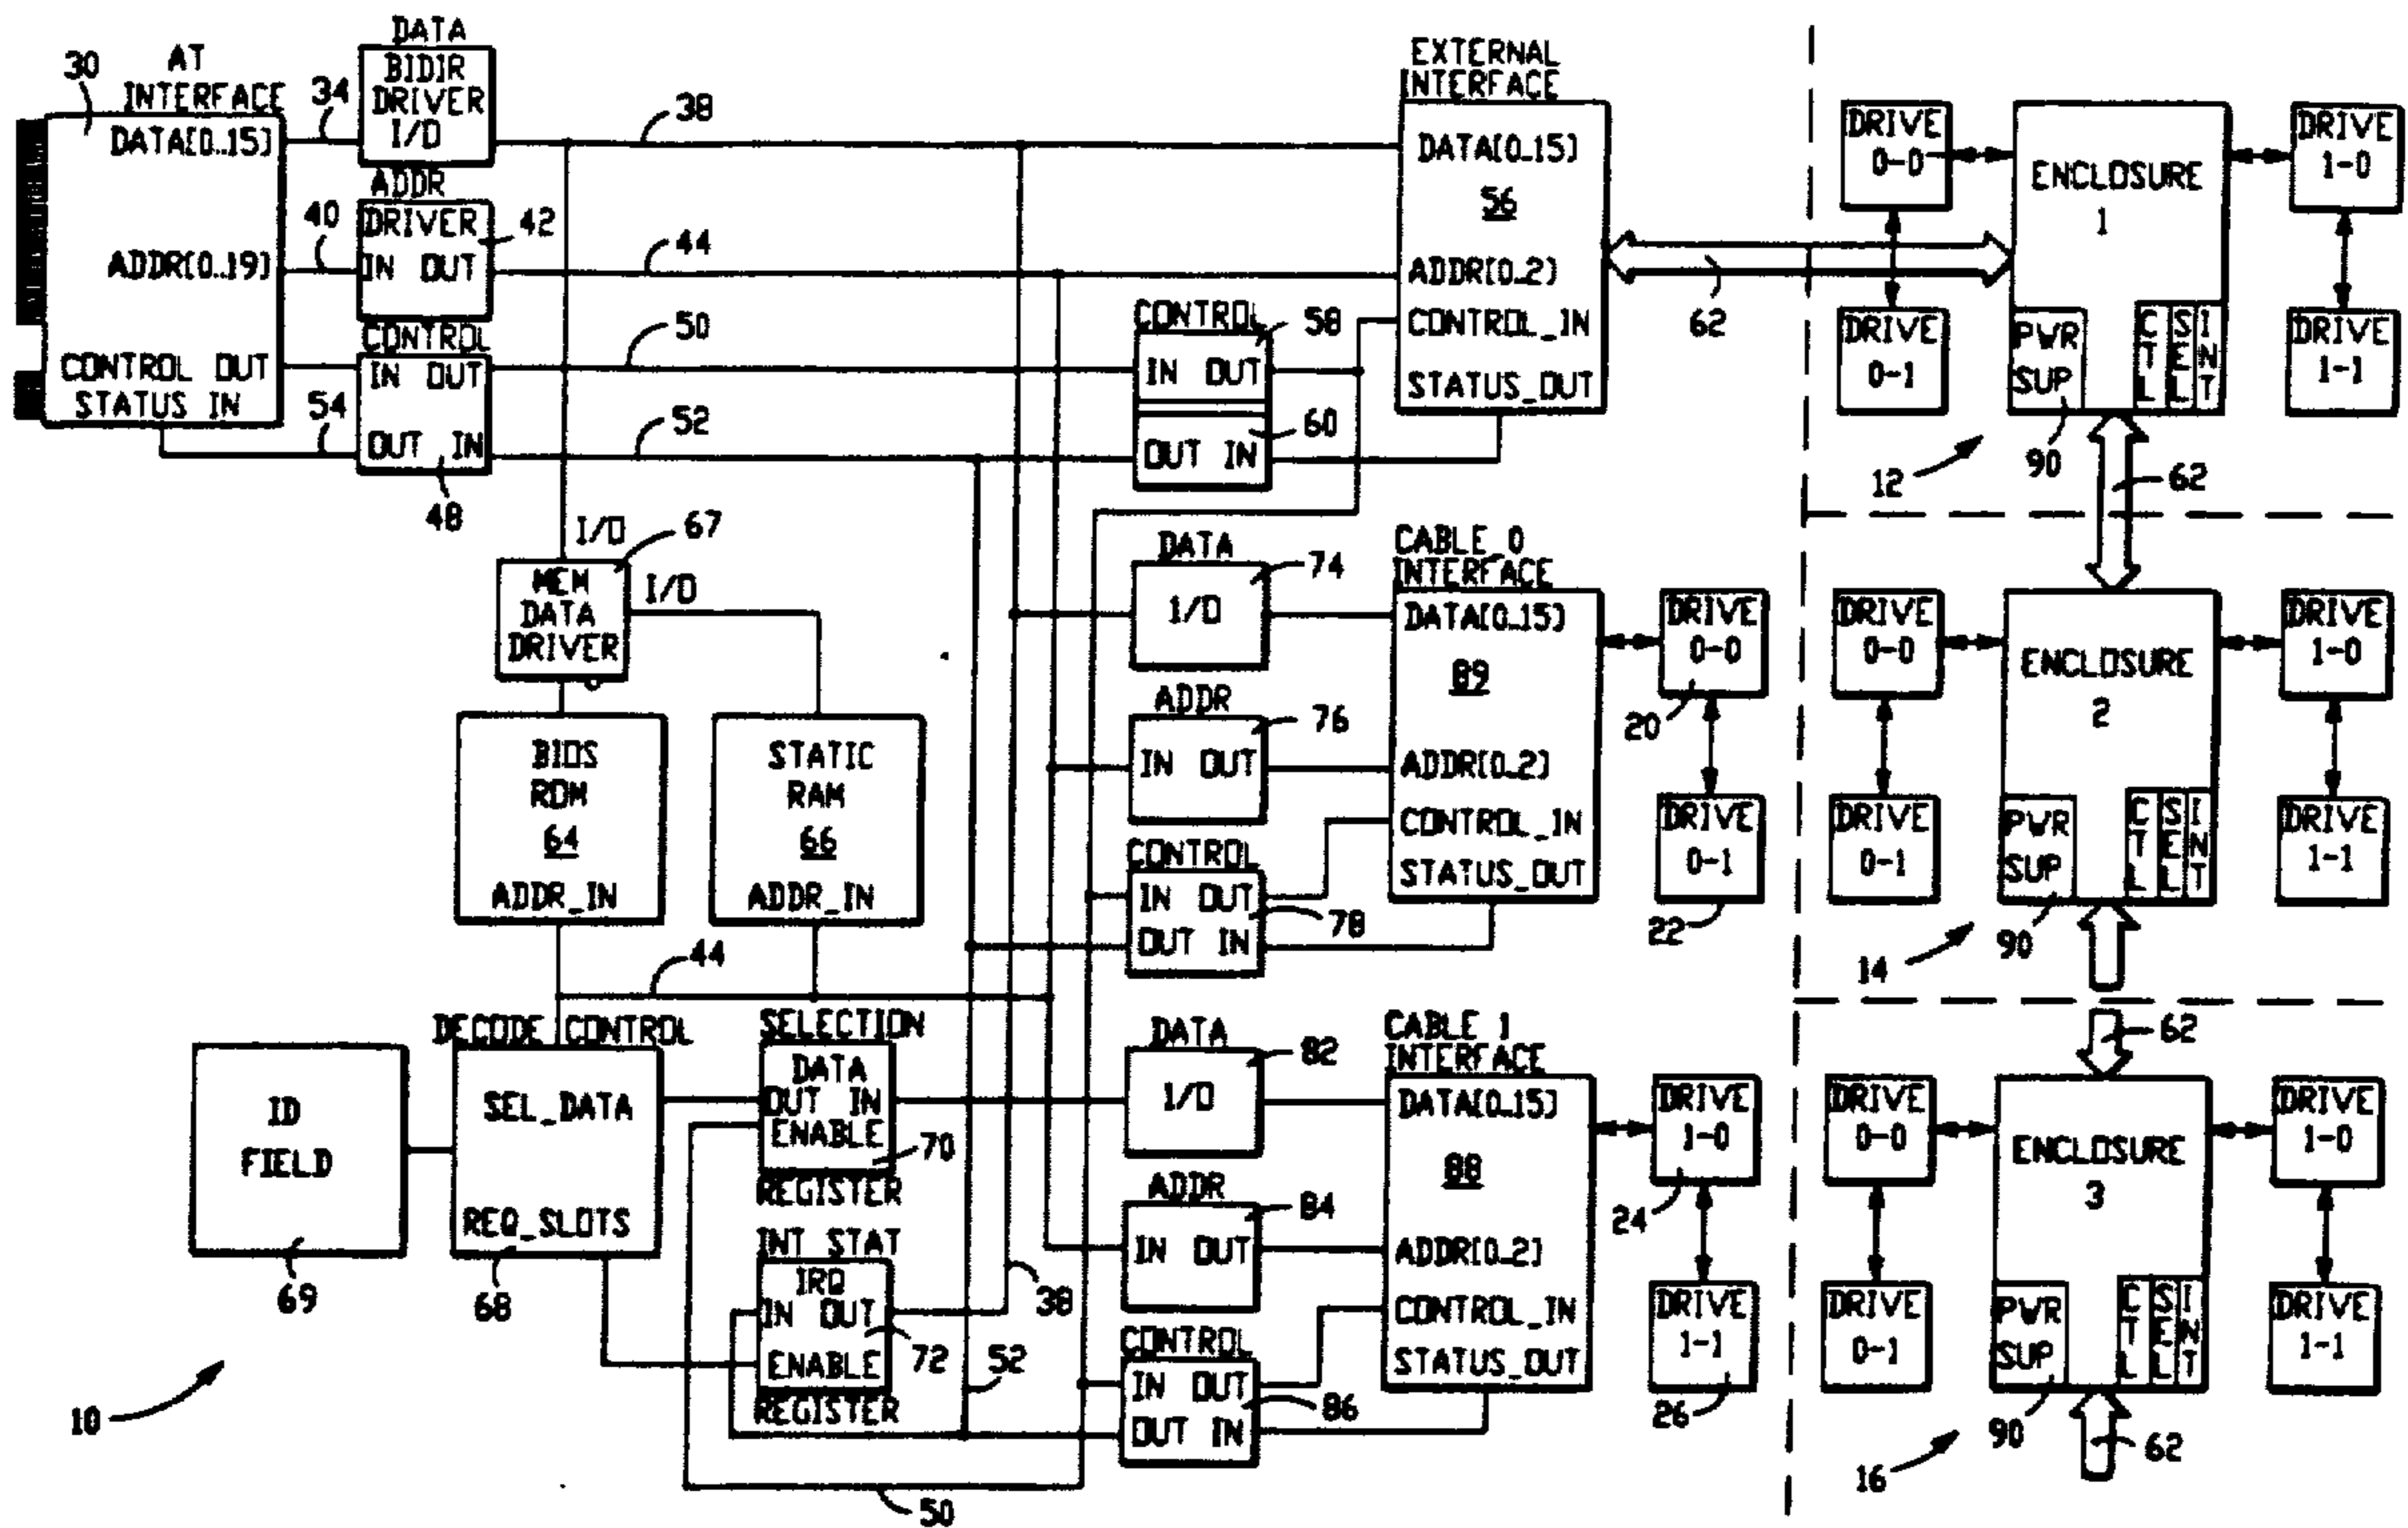 AT
INTERFACE
30
DATA[0..15]
ADDR[0..19]
CONTROL OUT
STATUS IN
34
40
54
DATA
BIDIR
DRIVER
I/O
ADDR
DRIVER
IN OUT
42
CONTROL
IN OUT
OUT IN
48
38
44
50
52
I/O
67
MEM
DATA
DRIVER
I/O
BIOS
ROM
64
ADDR_IN
STATIC
RAM
66
ADDR_IN
44
ID
FIELD
69
DECODE CONTROL
SEL_DATA
REQ_SLOTS
68
SELECTION
DATA
OUT IN
ENABLE
70
REGISTER
INT STAT
IRQ
IN OUT
72
ENABLE
REGISTER
38
52
50
10
CONTROL
58
IN OUT
60
OUT IN
EXTERNAL
INTERFACE
DATA[0..15]
56
ADDR[0..2]
CONTROL_IN
STATUS_OUT
62
DATA
74
I/O
ADDR
76
IN OUT
CONTROL
IN OUT
78
OUT IN
CABLE_0
INTERFACE
DATA[0..15]
89
ADDR[0..2]
CONTROL_IN
STATUS_OUT
DRIVE
0-0
20
DRIVE
0-1
22
DATA
82
I/O
ADDR
84
IN OUT
CONTROL
IN OUT
86
OUT IN
CABLE 1
INTERFACE
DATA[0..15]
88
ADDR[0..2]
CONTROL_IN
STATUS_OUT
DRIVE
1-0
24
DRIVE
1-1
26
DRIVE
0-0
DRIVE
0-1
ENCLOSURE
1
PWR
SUP
CTL
SEL
INT
DRIVE
1-0
DRIVE
1-1
90
12
62
DRIVE
0-0
DRIVE
0-1
ENCLOSURE
2
PWR
SUP
CTL
SEL
INT
DRIVE
1-0
DRIVE
1-1
90
14
62
DRIVE
0-0
DRIVE
0-1
ENCLOSURE
3
PWR
SUP
CTL
SEL
INT
DRIVE
1-0
DRIVE
1-1
90
16
62